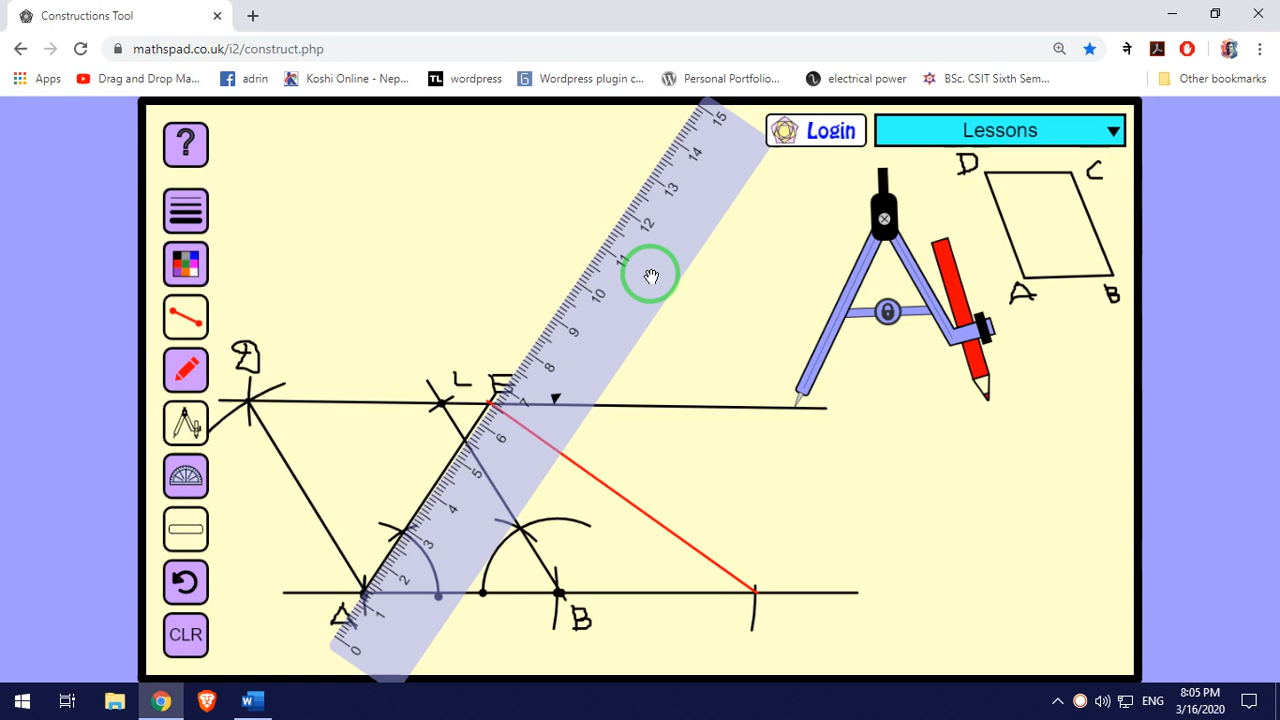 Constructions Tool
mathspad.co.uk/i2/construct.php
ने
Apps
Drag and Drop Ma...
adrin
Koshi Online - Nepa...
TL wordpress
Wordpress plugin c...
Personal Portfolio...
electrical power
BSc. CSIT Sixth Sem...
Other bookmarks
?
Login
Lessons
D
C
A
B
D
L
E
A
B
0 1 2 3 4 5 6 7 8 9 10 11 12 13 14 15
CLR
ENG
8:05 PM
3/16/2020